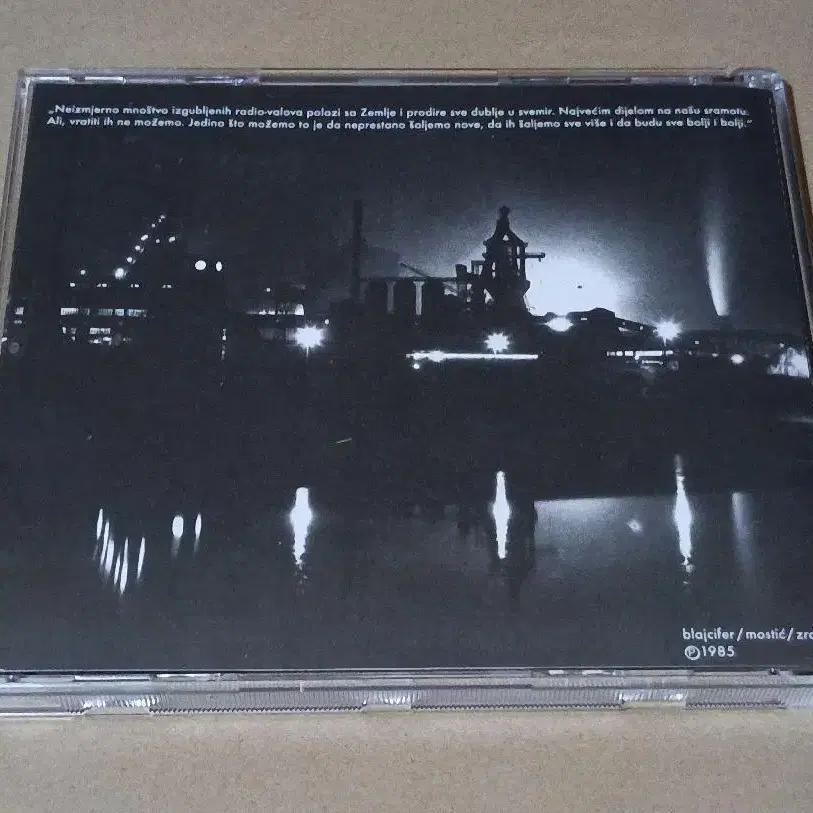 „Neizmjerno mnoštvo izgubljenih radio-valova polazi sa Zemlje i prodire sve dublje u svemir. Najvećim dijelom na našu sramotu.
Ali, vratiti ih ne možemo. Jedino što možemo to je da neprestano šaljemo nove, da ih šaljemo sve više i da budu sve bolji i bolji.”
blajcifer/mostić/
℗1985